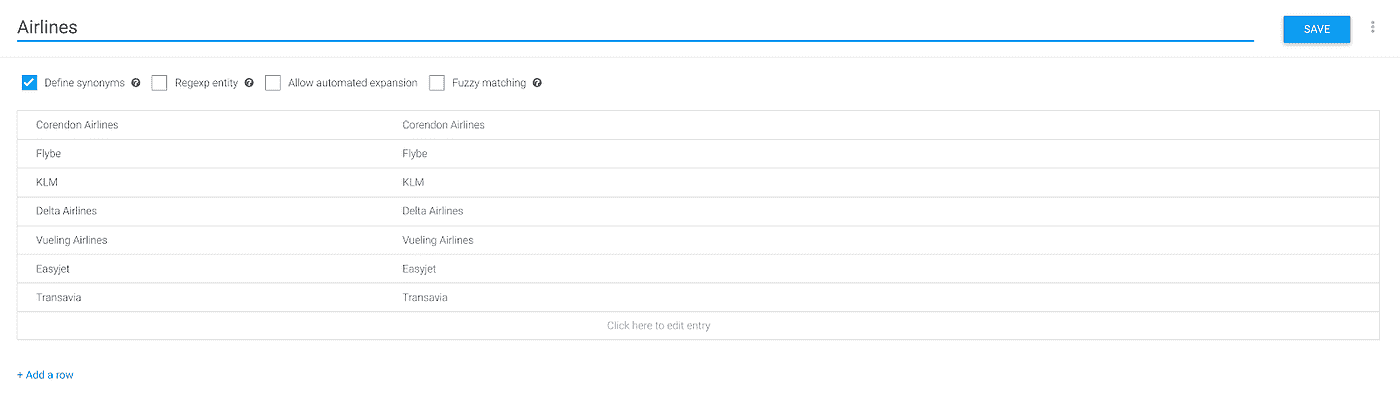 Airlines
SAVE
Define synonyms Regexp entity Allow automated expansion Fuzzy matching
Corendon Airlines Corendon Airlines
Flybe Flybe
KLM KLM
Delta Airlines Delta Airlines
Vueling Airlines Vueling Airlines
Easyjet Easyjet
Transavia Transavia
Click here to edit entry
+ Add a row